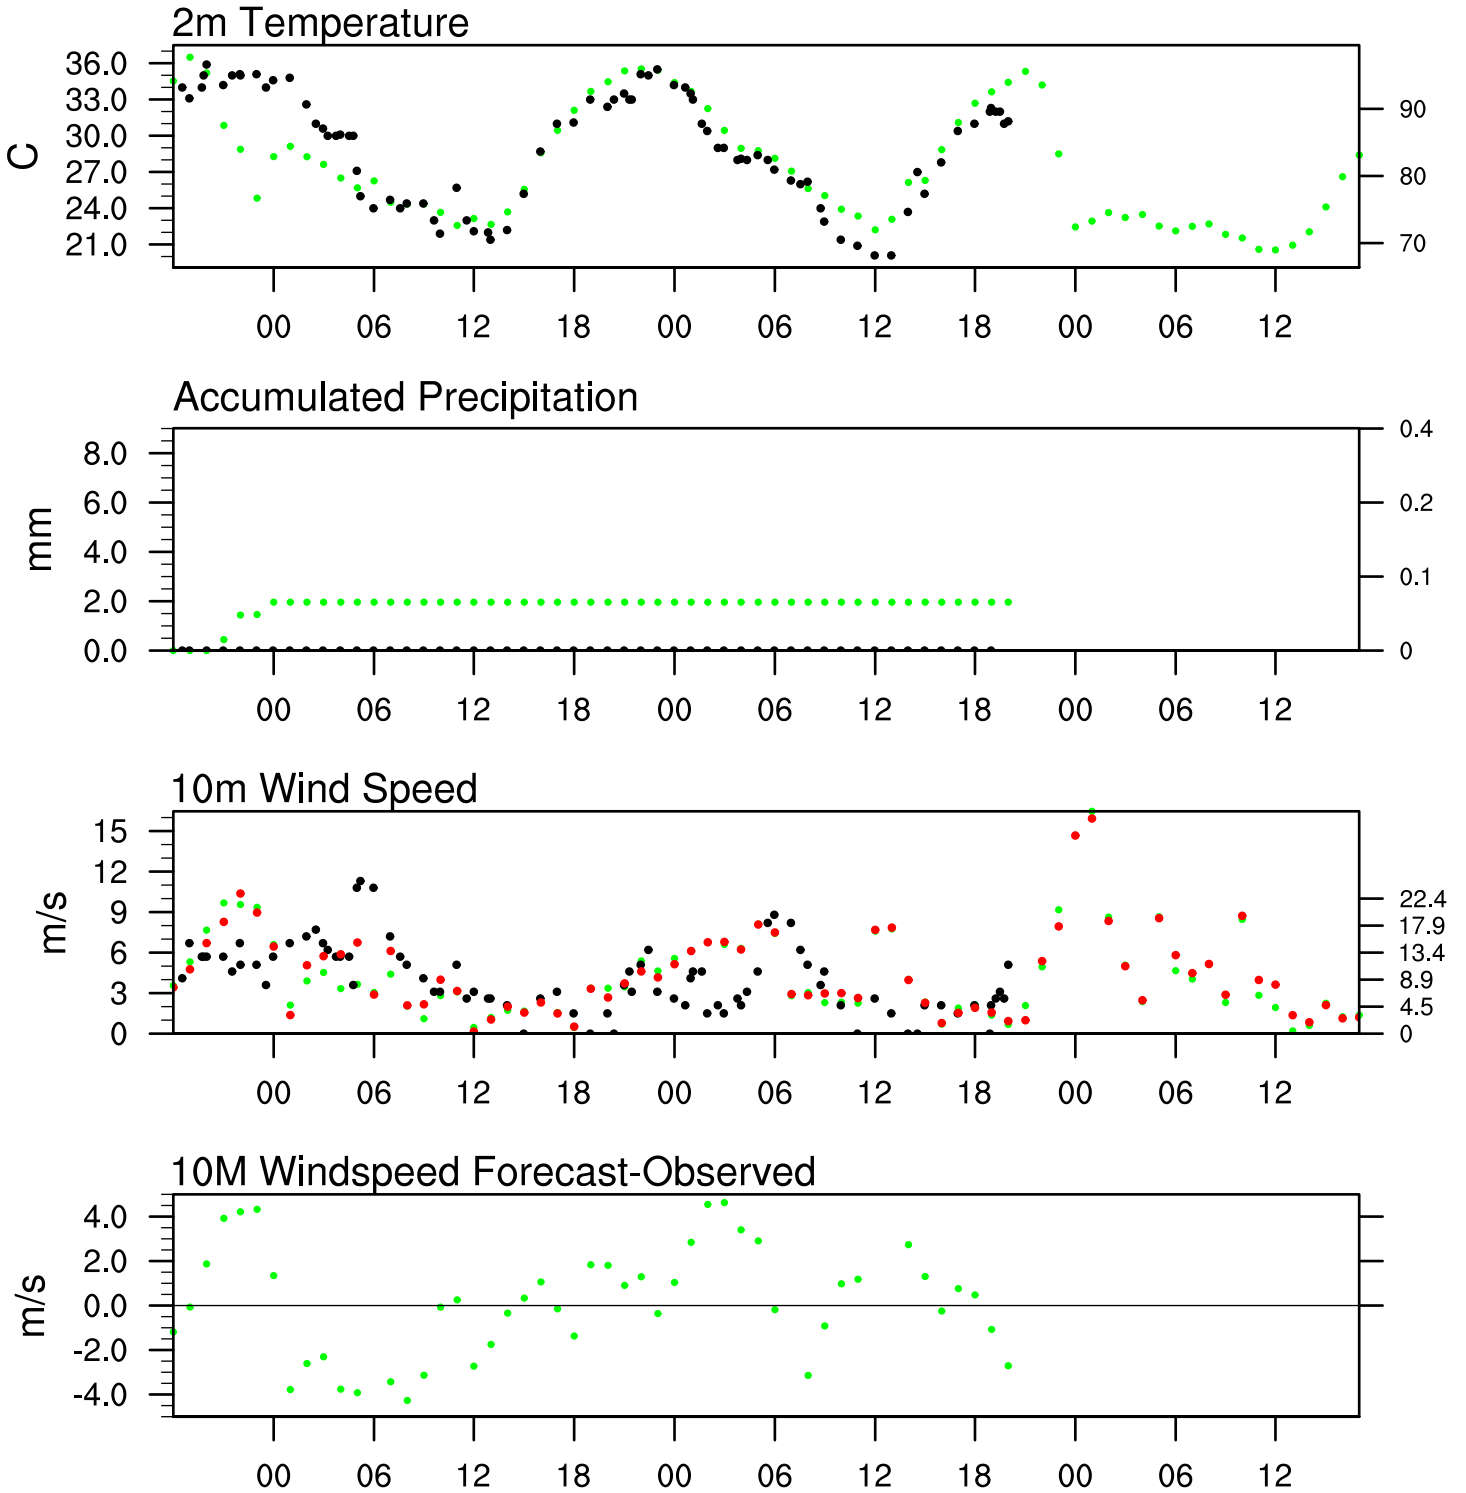 2m Temperature
36.0
33.0
30.0
27.0
24.0
21.0
C
90
80
70
00 06 12 18 00 06 12 18 00 06 12
Accumulated Precipitation
8.0
6.0
4.0
2.0
0.0
mm
0.4
0.2
0.1
0
00 06 12 18 00 06 12 18 00 06 12
10m Wind Speed
15
12
9
6
3
0
m/s
22.4
17.9
13.4
8.9
4.5
0
00 06 12 18 00 06 12 18 00 06 12
10M Windspeed Forecast-Observed
4.0
2.0
0.0
-2.0
-4.0
m/s
00 06 12 18 00 06 12 18 00 06 12